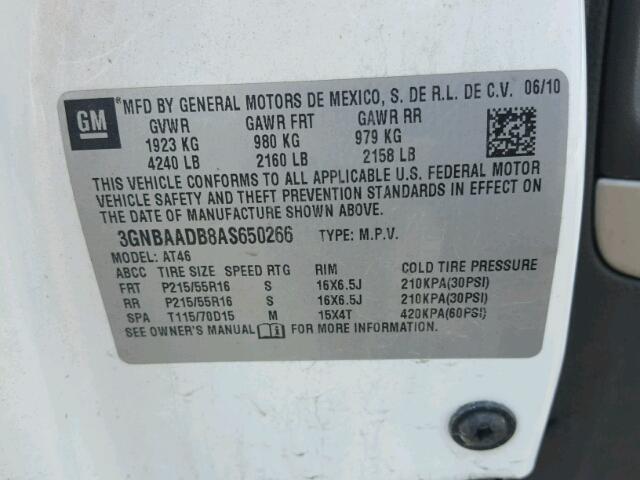 GM ® MFD BY GENERAL MOTORS DE MEXICO, S. DE R.L. DE C.V. 06/10
GVWR GAWR FRT GAWR RR
1923 KG 980 KG 979 KG
4240 LB 2160 LB 2158 LB
THIS VEHICLE CONFORMS TO ALL APPLICABLE U.S. FEDERAL MOTOR
VEHICLE SAFETY AND THEFT PREVENTION STANDARDS IN EFFECT ON
THE DATE OF MANUFACTURE SHOWN ABOVE.
3GNBAADB8AS650266 TYPE: M.P.V.
MODEL: AT46
ABCC TIRE SIZE SPEED RTG RIM COLD TIRE PRESSURE
FRT P215/55R16 S 16X6.5J 210KPA(30PSI)
RR P215/55R16 S 16X6.5J 210KPA(30PSI)
SPA T115/70D15 M 15X4T 420KPA(60PSI)
SEE OWNER'S MANUAL FOR MORE INFORMATION.